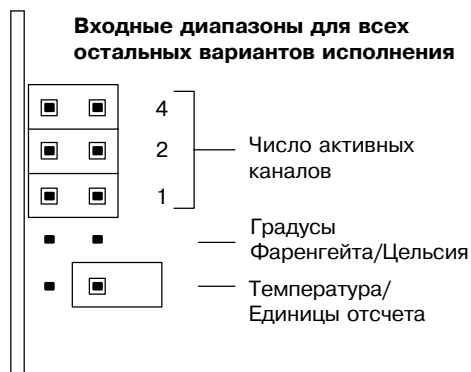 Входные диапазоны для всех
остальных вариантов исполнения
4
2
1
Число активных
каналов
Градусы
Фаренгейта/Цельсия
Температура/
Единицы отсчета